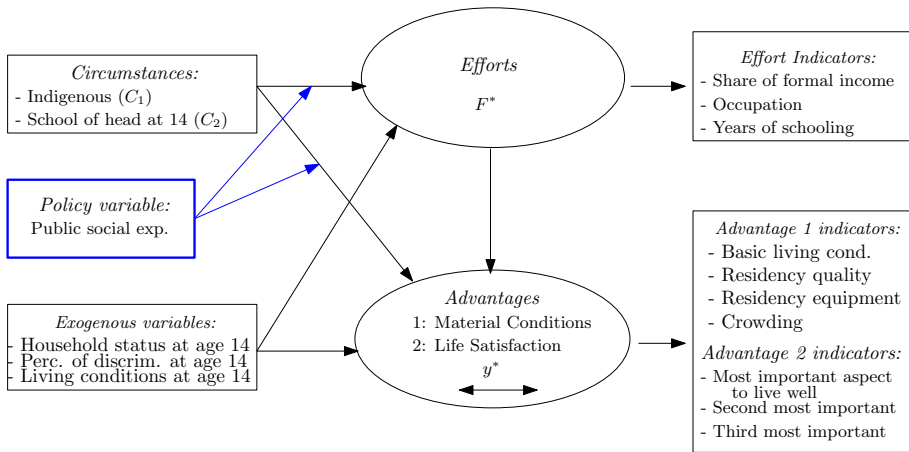 Circumstances:
- Indigenous (C₁)
- School of head at 14 (C₂)
Policy variable:
Public social exp.
Exogenous variables:
- Household status at age 14
- Perc. of discrim. at age 14
- Living conditions at age 14
Efforts
F*
Advantages
1: Material Conditions
2: Life Satisfaction
y*
Effort Indicators:
- Share of formal income
- Occupation
- Years of schooling
Advantage 1 indicators:
- Basic living cond.
- Residency quality
- Residency equipment
- Crowding
Advantage 2 indicators:
- Most important aspect
to live well
- Second most important
- Third most important